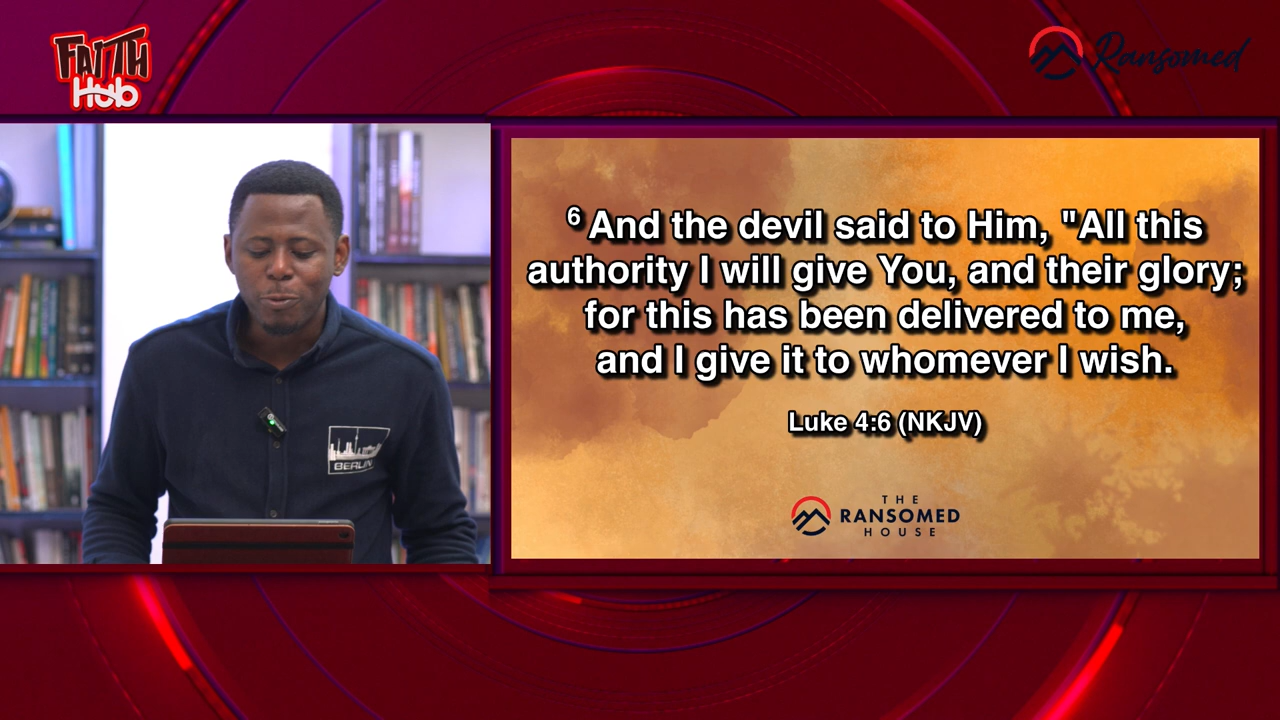 FAITH
Hub
Ransomed
6 And the devil said to Him, "All this
authority I will give You, and their glory;
for this has been delivered to me,
and I give it to whomever I wish.
Luke 4:6 (NKJV)
THE
RANSOMED
HOUSE
BERLIN